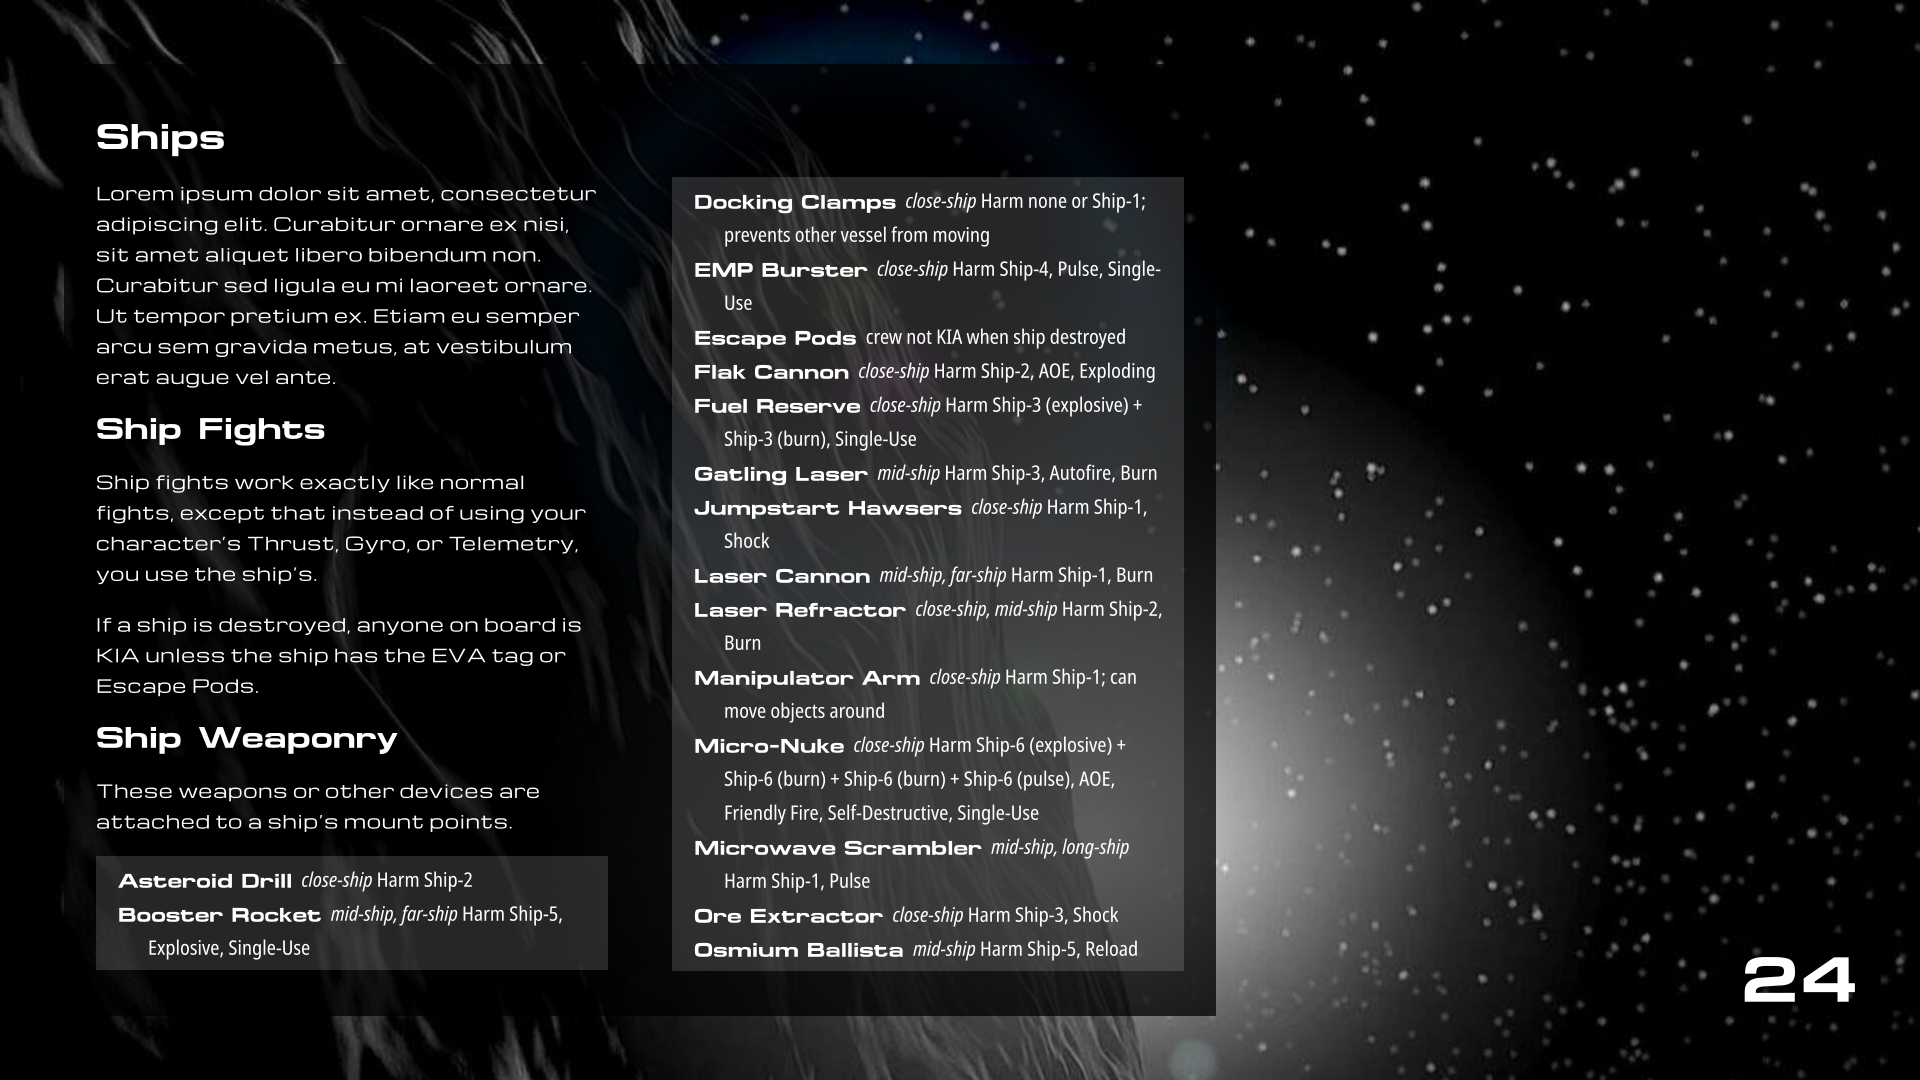 Ships
Lorem ipsum dolor sit amet, consectetur
adipiscing elit. Curabitur ornare ex nisi,
sit amet aliquet libero bibendum non.
Curabitur sed ligula eu mi laoreet ornare.
Ut tempor pretium ex. Etiam eu semper
arcu sem gravida metus, at vestibulum
erat augue vel ante.
Ship Fights
Ship fights work exactly like normal
fights, except that instead of using your
character's Thrust, Gyro, or Telemetry,
you use the ship's.
If a ship is destroyed, anyone on board is
KIA unless the ship has the EVA tag or
Escape Pods.
Ship Weaponry
These weapons or other devices are
attached to a ship's mount points.
Asteroid Drill close-ship Harm Ship-2
Booster Rocket mid-ship, far-ship Harm Ship-5,
Explosive, Single-Use
Docking Clamps close-ship Harm none or Ship-1;
prevents other vessel from moving
EMP Burster close-ship Harm Ship-4, Pulse, Single-
Use
Escape Pods crew not KIA when ship destroyed
Flak Cannon close-ship Harm Ship-2, AOE, Exploding
Fuel Reserve close-ship Harm Ship-3 (explosive) +
Ship-3 (burn), Single-Use
Gatling Laser mid-ship Harm Ship-3, Autofire, Burn
Jumpstart Hawsers close-ship Harm Ship-1,
Shock
Laser Cannon mid-ship, far-ship Harm Ship-1, Burn
Laser Refractor close-ship, mid-ship Harm Ship-2,
Burn
Manipulator Arm close-ship Harm Ship-1; can
move objects around
Micro-Nuke close-ship Harm Ship-6 (explosive) +
Ship-6 (burn) + Ship-6 (burn) + Ship-6 (pulse), AOE,
Friendly Fire, Self-Destructive, Single-Use
Microwave Scrambler mid-ship, long-ship
Harm Ship-1, Pulse
Ore Extractor close-ship Harm Ship-3, Shock
Osmium Ballista mid-ship Harm Ship-5, Reload
24